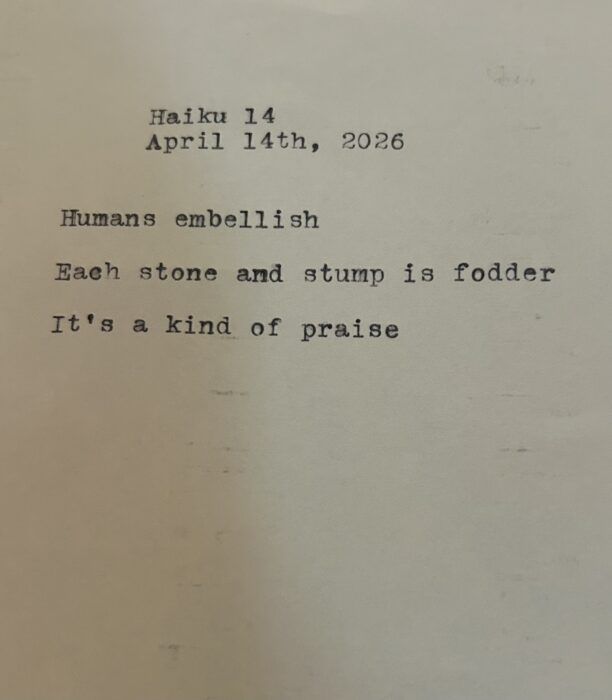 Haiku 14
April 14th, 2026
Humans embellish
Each stone and stump is fodder
It's a kind of praise